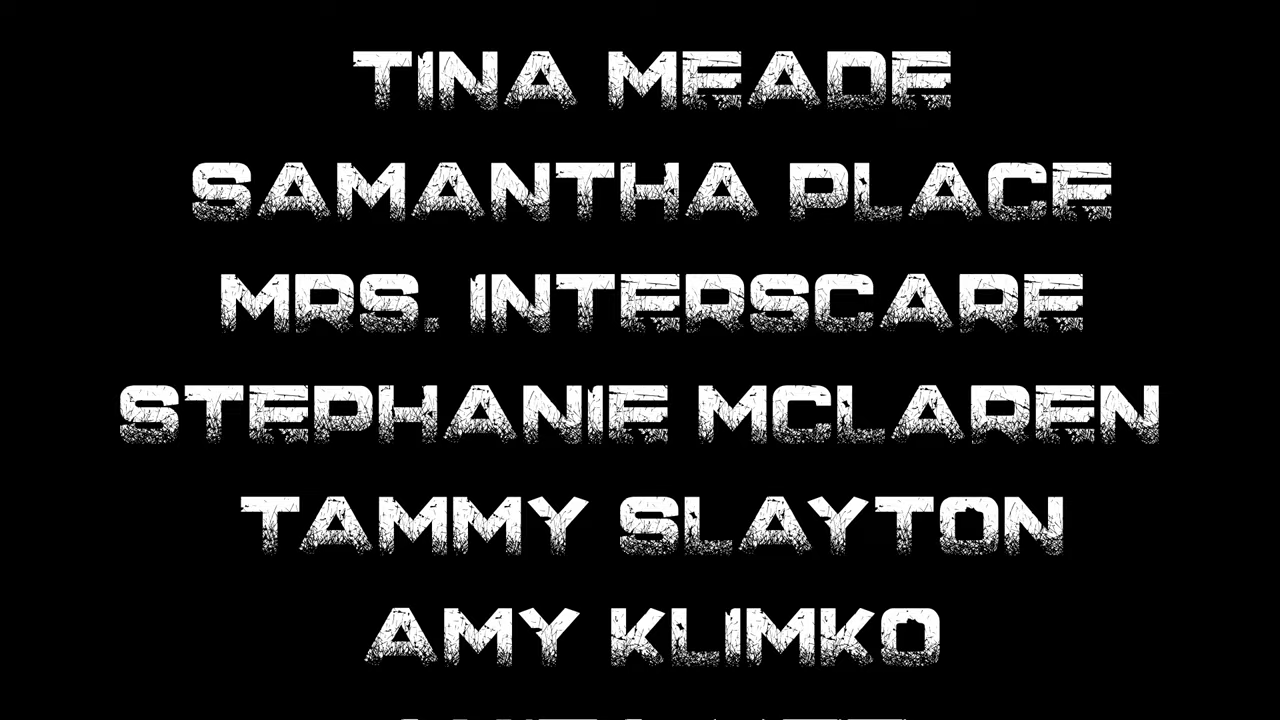 TINA MEADE
SAMANTHA PLACE
MRS. INTERSCARE
STEPHANIE MCLAREN
TAMMY SLAYTON
AMY KLIMKO